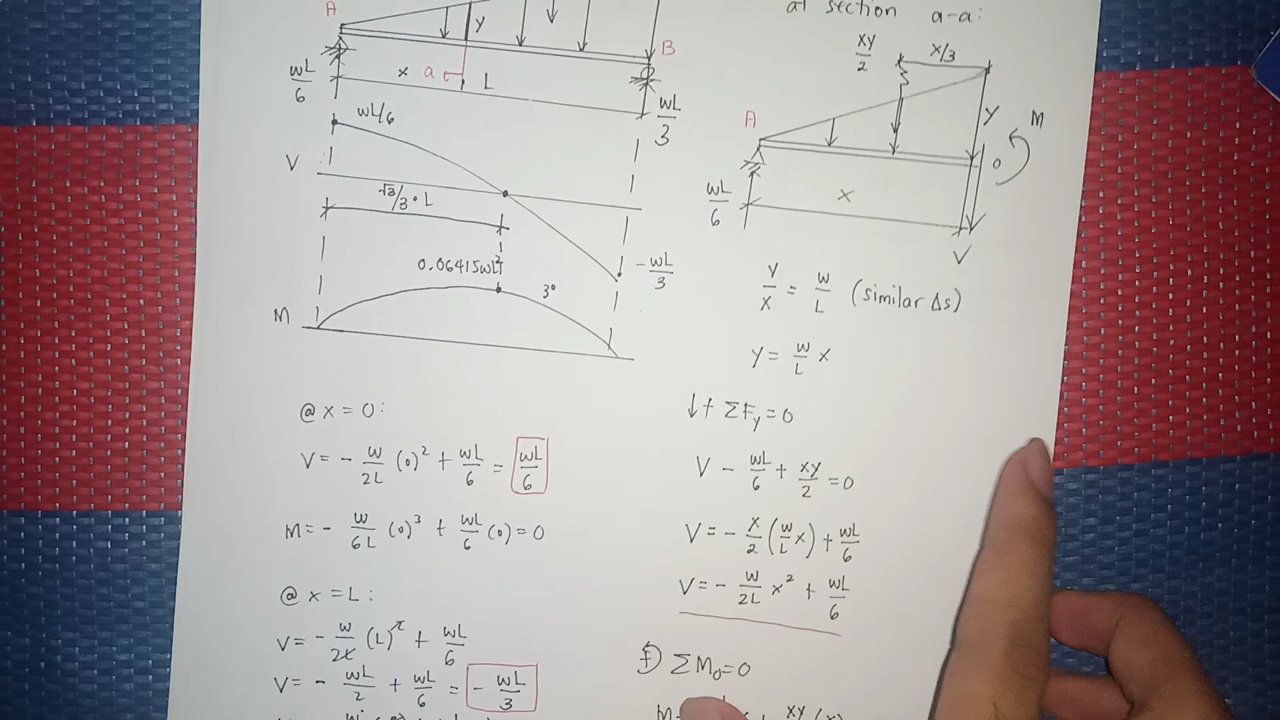 A
y
B
wL/6
x
a
L
wL/3
wL/6
V
√3/3 · L
-wL/3
0.06415wL²
3°
M
@ x = 0:
V = - w/2L (0)² + wL/6 = wL/6
M = - w/6L (0)³ + wL/6 (0) = 0
@ x = L:
V = - w/2L (L)² + wL/6
V = - wL/2 + wL/6 = - wL/3
at section a-a:
xy/2
x/3
A
y
M
o
wL/6
x
V
y/x = w/L (similar Δs)
y = w/L x
↓+ ΣFy = 0
V - wL/6 + xy/2 = 0
V = - x/2 (w/L x) + wL/6
V = - w/2L x² + wL/6
+) ΣMo = 0